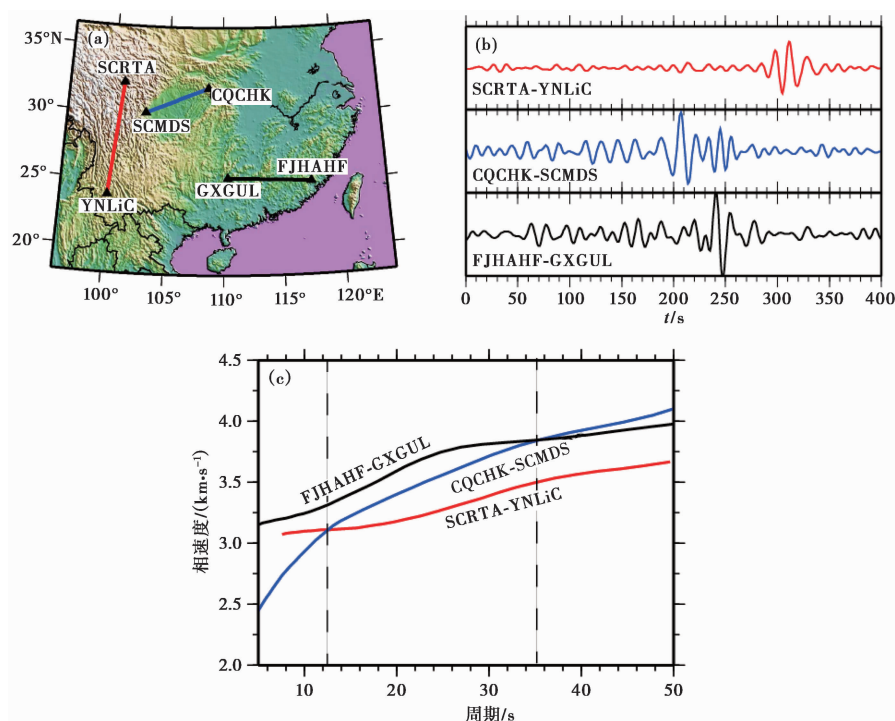 (a)
35°N
30°
25°
20°
100°
105°
110°
115°
120°E
SCRTA
CQCHK
SCMDS
FJHAHF
GXGUL
YNLiC
(b)
SCRTA-YNLiC
CQCHK-SCMDS
FJHAHF-GXGUL
0 50 100 150 200 250 300 350 400
t/s
(c)
4.5
4.0
3.5
3.0
2.5
2.0
相速度/(km·s⁻¹)
FJHAHF-GXGUL
CQCHK-SCMDS
SCRTA-YNLiC
10 20 30 40 50
周期/s